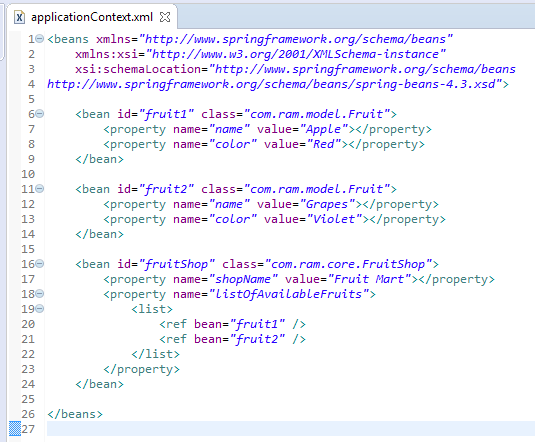 applicationContext.xml
1 <beans xmlns="http://www.springframework.org/schema/beans"
2     xmlns:xsi="http://www.w3.org/2001/XMLSchema-instance"
3     xsi:schemaLocation="http://www.springframework.org/schema/beans
4 http://www.springframework.org/schema/beans/spring-beans-4.3.xsd">
5
6     <bean id="fruit1" class="com.ram.model.Fruit">
7         <property name="name" value="Apple"></property>
8         <property name="color" value="Red"></property>
9     </bean>
10
11     <bean id="fruit2" class="com.ram.model.Fruit">
12         <property name="name" value="Grapes"></property>
13         <property name="color" value="Violet"></property>
14     </bean>
15
16     <bean id="fruitShop" class="com.ram.core.FruitShop">
17         <property name="shopName" value="Fruit Mart"></property>
18         <property name="listOfAvailableFruits">
19             <list>
20                 <ref bean="fruit1" />
21                 <ref bean="fruit2" />
22             </list>
23         </property>
24     </bean>
25
26 </beans>
27